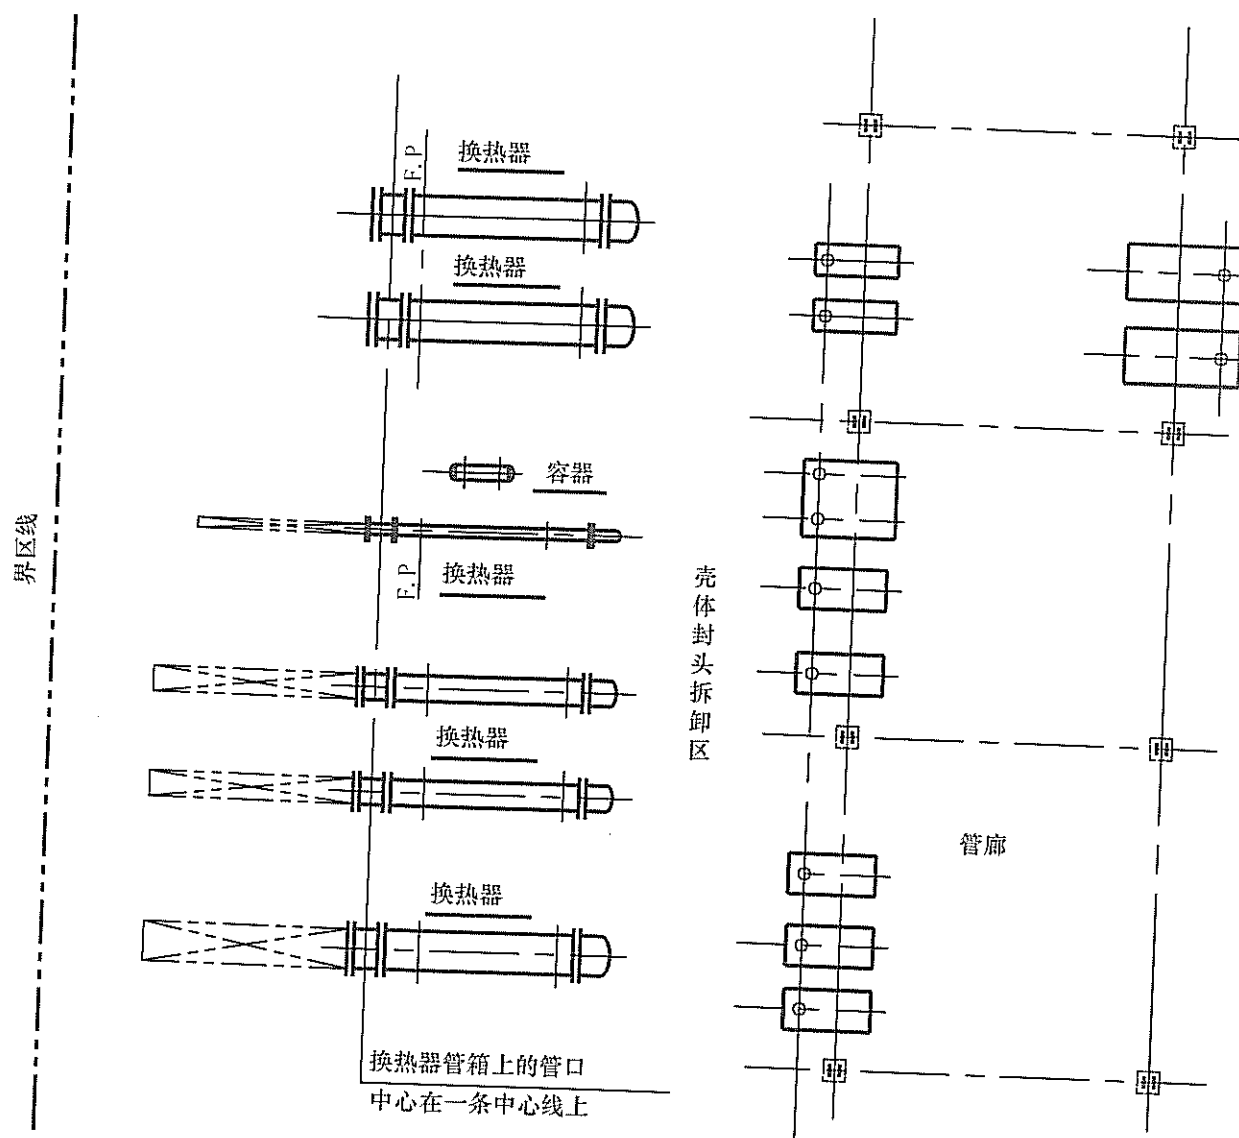 换热器
F.P
换热器
容器
界区线
F.P
换热器
壳体封头拆卸区
换热器
管廊
换热器
换热器管箱上的管口
中心在一条中心线上